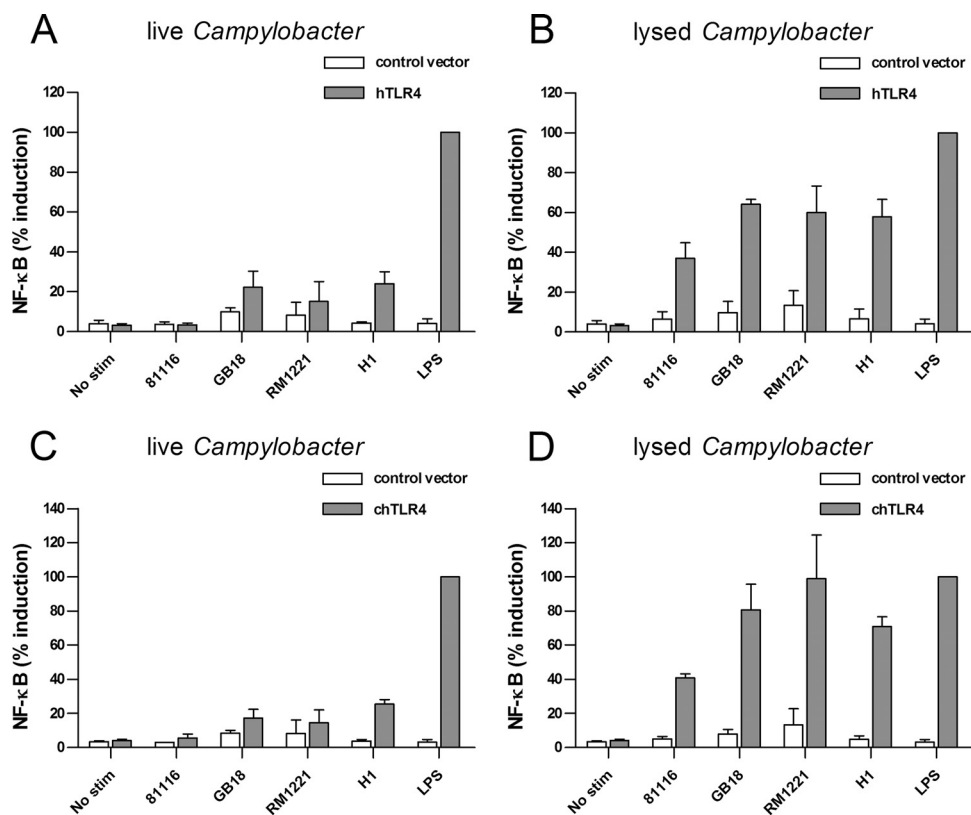 A
live Campylobacter
control vector
hTLR4
NF-κB (% induction)
120
100
80
60
40
20
0
No stim
81116
GB18
RM1221
H1
LPS
B
lysed Campylobacter
control vector
hTLR4
NF-κB (% induction)
120
100
80
60
40
20
0
No stim
81116
GB18
RM1221
H1
LPS
C
live Campylobacter
control vector
chTLR4
NF-κB (% induction)
140
120
100
80
60
40
20
0
No stim
81116
GB18
RM1221
H1
LPS
D
lysed Campylobacter
control vector
chTLR4
NF-κB (% induction)
140
120
100
80
60
40
20
0
No stim
81116
GB18
RM1221
H1
LPS